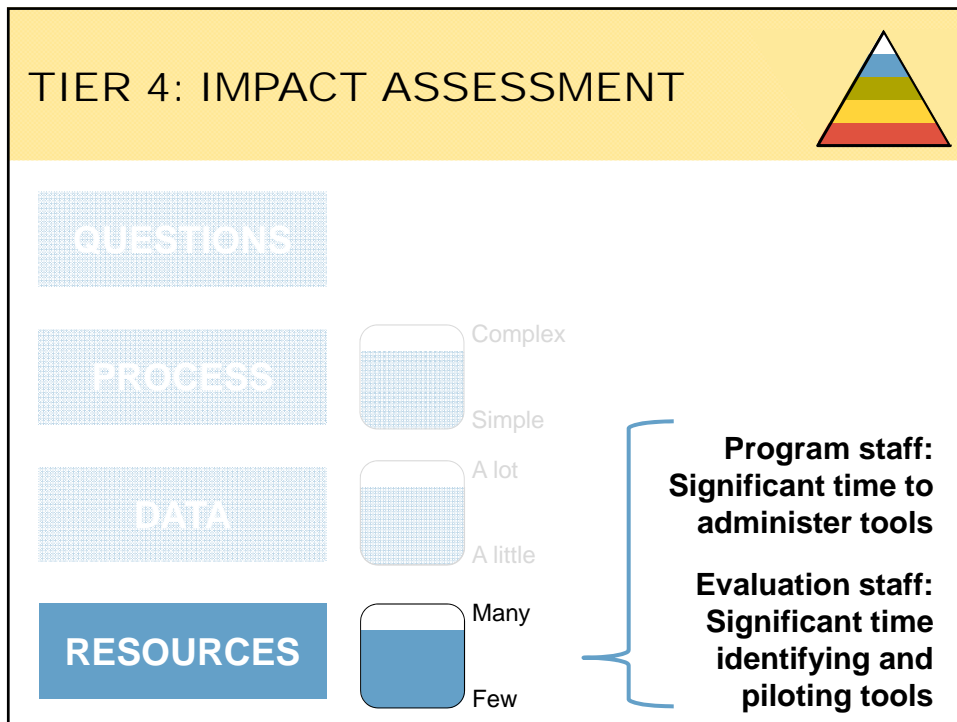 TIER 4: IMPACT ASSESSMENT
QUESTIONS
PROCESS
Complex
Simple
DATA
A lot
A little
RESOURCES
Many
Few
Program staff:
Significant time to
administer tools
Evaluation staff:
Significant time
identifying and
piloting tools